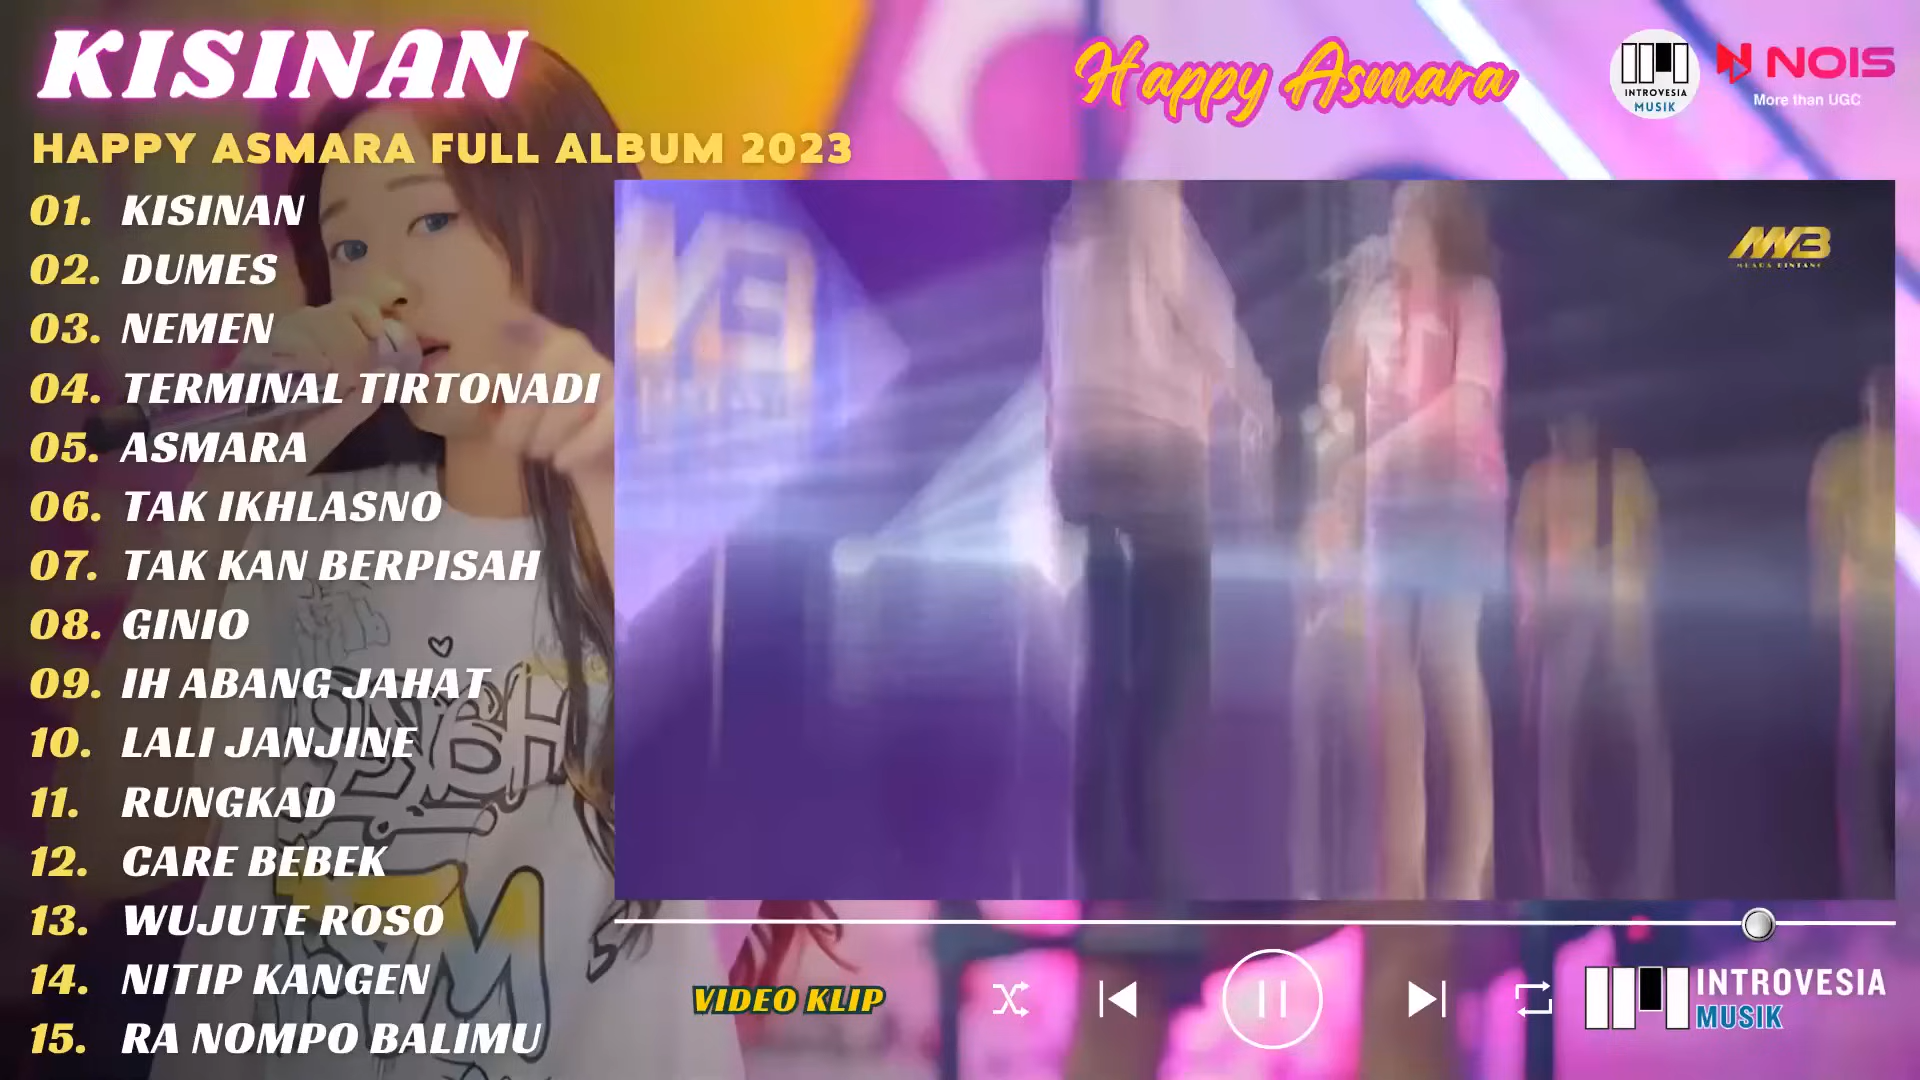 KISINAN
Happy Asmara
INTROVESIA
MUSIK
NOIS
More than UGC
HAPPY ASMARA FULL ALBUM 2023
01. KISINAN
02. DUMES
03. NEMEN
04. TERMINAL TIRTONADI
05. ASMARA
06. TAK IKHLASNO
07. TAK KAN BERPISAH
08. GINIO
09. IH ABANG JAHAT
10. LALI JANJINE
11. RUNGKAD
12. CARE BEBEK
13. WUJUTE ROSO
14. NITIP KANGEN
15. RA NOMPO BALIMU
VIDEO KLIP
INTROVESIA
MUSIK